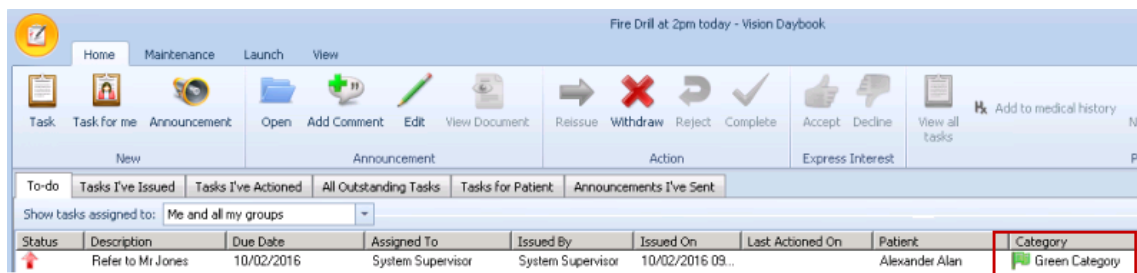 Fire Drill at 2pm today - Vision Daybook
Home Maintenance Launch View
Task Task for me Announcement Open Add Comment Edit View Document Reissue Withdraw Reject Complete Accept Decline View all tasks Add to medical history N
New Announcement Action Express Interest P
To-do Tasks I've Issued Tasks I've Actioned All Outstanding Tasks Tasks for Patient Announcements I've Sent
Show tasks assigned to: Me and all my groups
Status Description Due Date Assigned To Issued By Issued On Last Actioned On Patient Category
Refer to Mr Jones 10/02/2016 System Supervisor System Supervisor 10/02/2016 09... Alexander Alan Green Category